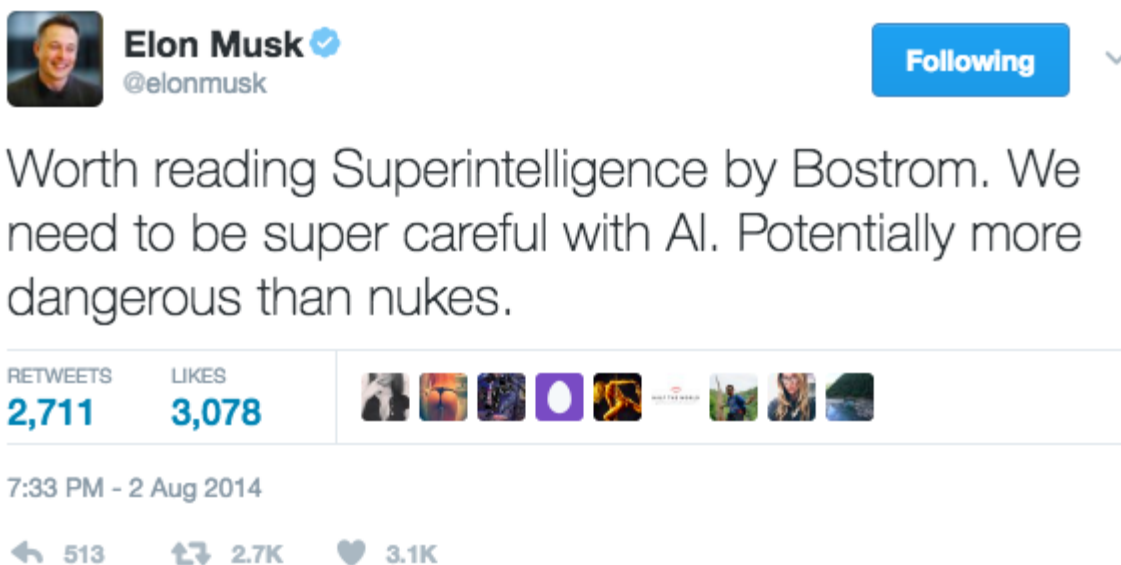 Elon Musk
@elonmusk
Following
Worth reading Superintelligence by Bostrom. We
need to be super careful with AI. Potentially more
dangerous than nukes.
RETWEETS LIKES
2,711 3,078
7:33 PM - 2 Aug 2014
513 2.7K 3.1K